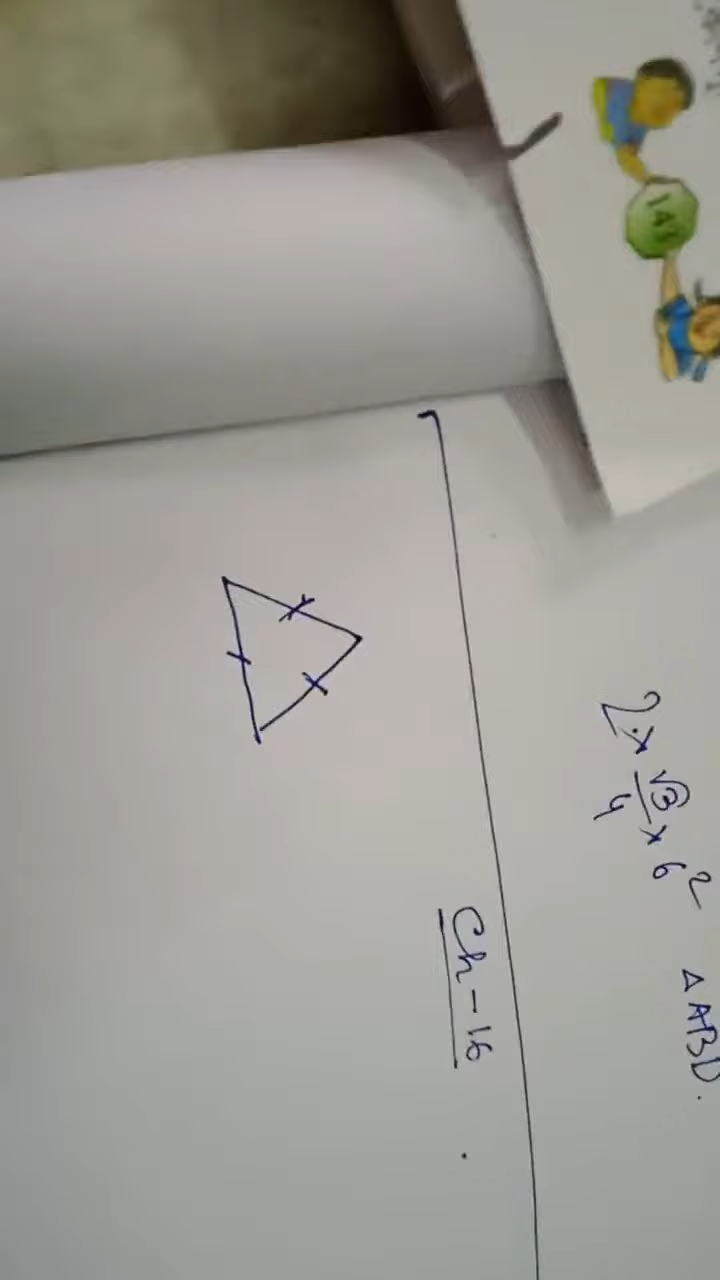 2 × √3/4 × 6² △ABD.
Ch-16